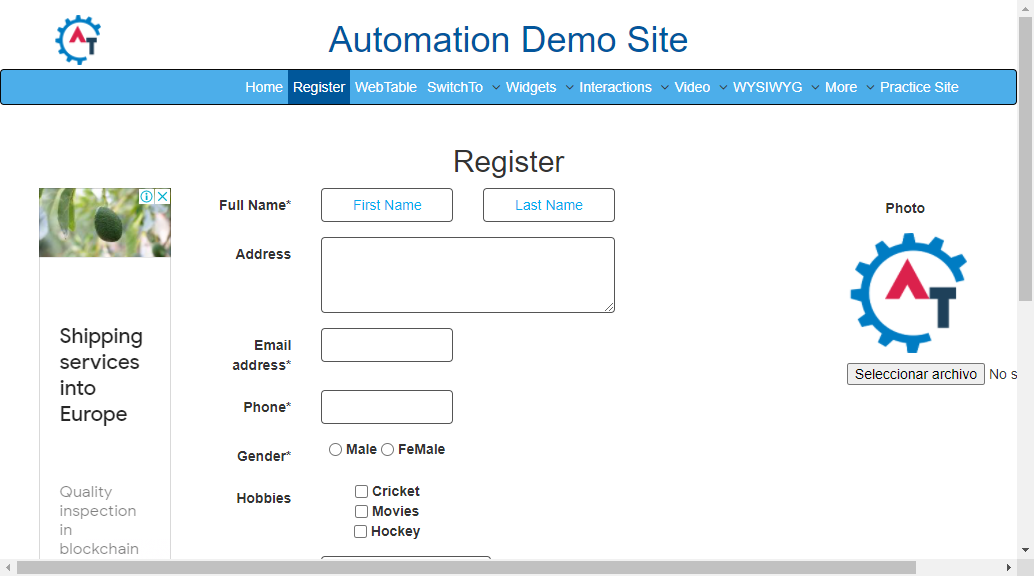 AT
Automation Demo Site
Home Register WebTable SwitchTo Widgets Interactions Video WYSIWYG More Practice Site
Register
Full Name* First Name Last Name
Photo
Address
AT
Email
address*
Seleccionar archivo No s
Phone*
Gender* Male FeMale
Hobbies Cricket
Movies
Hockey
Shipping
services
into
Europe
Quality
inspection
in
blockchain